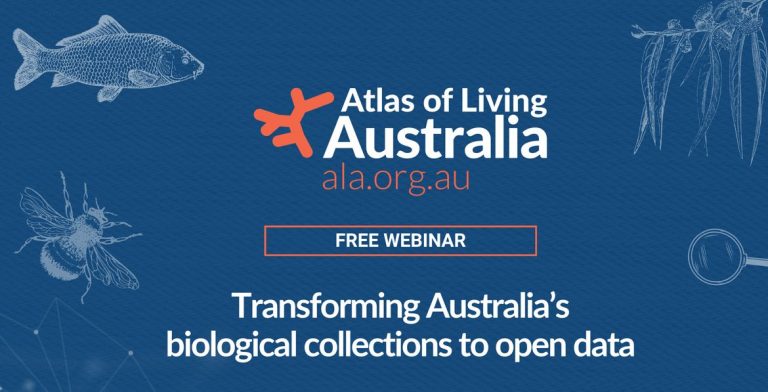 Atlas of Living
Australia
ala.org.au
FREE WEBINAR
Transforming Australia’s
biological collections to open data